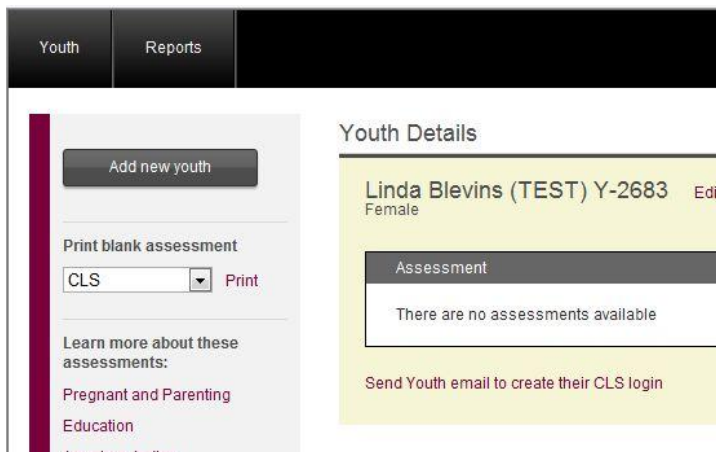 Youth Reports
Add new youth
Print blank assessment
CLS Print
Learn more about these
assessments:
Pregnant and Parenting
Education
Youth Details
Linda Blevins (TEST) Y-2683 Edi
Female
Assessment
There are no assessments available
Send Youth email to create their CLS login